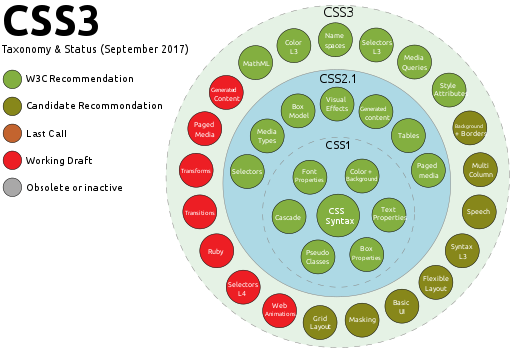 CSS3
Taxonomy & Status (September 2017)
W3C Recommendation
Candidate Recommondation
Last Call
Working Draft
Obsolete or inactive
CSS3
Name
spaces
Selectors
L3
Media
Queries
Style
Attributes
Background
+ Borders
Multi
Column
Speech
Syntax
L3
Flexible
Layout
Basic
UI
Masking
Grid
Layout
Web
Animations
Selectors
L4
Ruby
Transitions
Transforms
Paged
Media
Generated
Content
MathML
Color
L3
CSS2.1
Visual
Effects
Generated
content
Tables
Paged
media
Selectors
Media
Types
Box
Model
CSS1
Font
Properties
Color+
Background
Text
Properties
Box
Properties
Pseudo
Classes
Cascade
CSS
Syntax